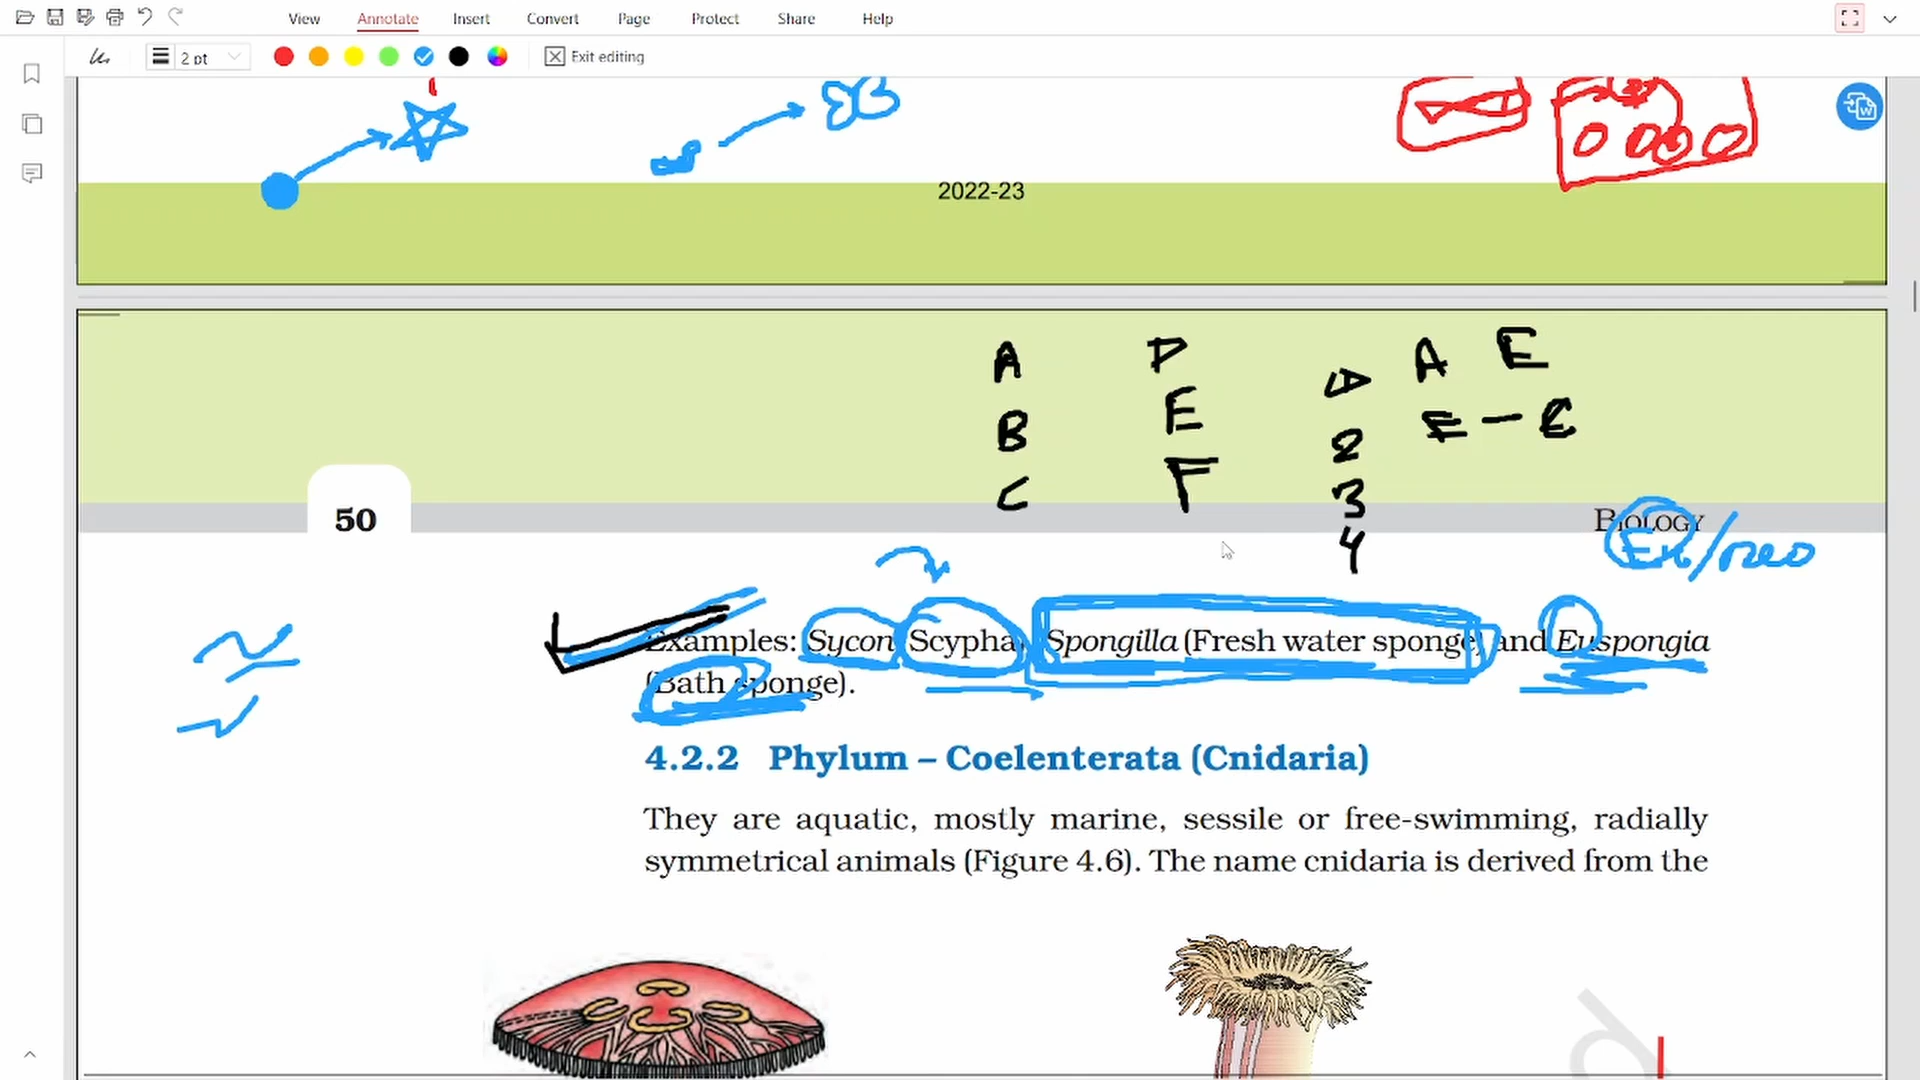 View Annotate Insert Convert Page Protect Share Help
2 pt Exit editing
2022-23
A D 1 A E
B E 2 E - C
C F 3
4
50
BIOLOGY
Eu/neo
Examples: Sycon (Scypha), Spongilla (Fresh water sponge) and Euspongia
(Bath sponge).
4.2.2 Phylum – Coelenterata (Cnidaria)
They are aquatic, mostly marine, sessile or free-swimming, radially
symmetrical animals (Figure 4.6). The name cnidaria is derived from the
d